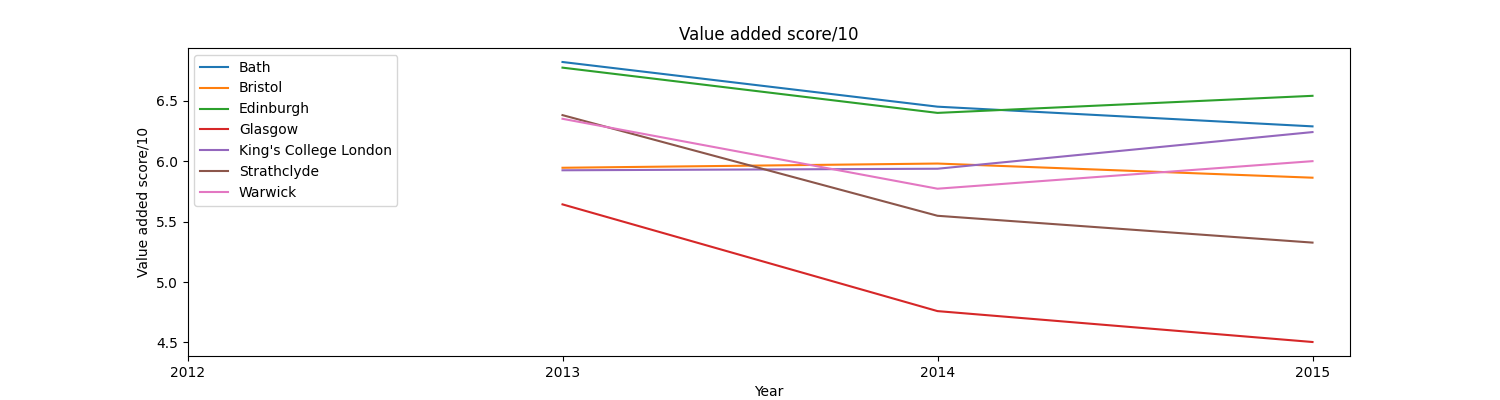 Value added score/10
Bath
Bristol
Edinburgh
Glasgow
King's College London
Strathclyde
Warwick
Value added score/10
6.5
6.0
5.5
5.0
4.5
2012 2013 2014 2015
Year